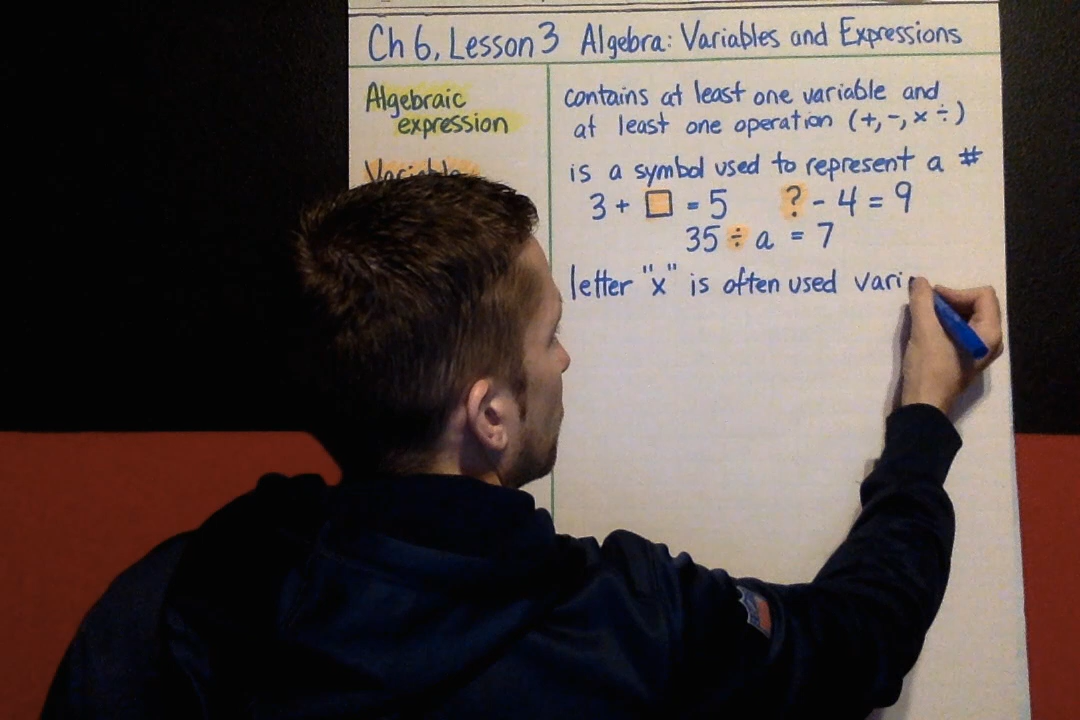 Ch 6, Lesson 3 Algebra: Variables and Expressions
Algebraic
expression
contains at least one variable and
at least one operation (+, -, × ÷)
Variable
is a symbol used to represent a #
3 + □ = 5 ? - 4 = 9
35 ÷ a = 7
letter "x" is often used vari